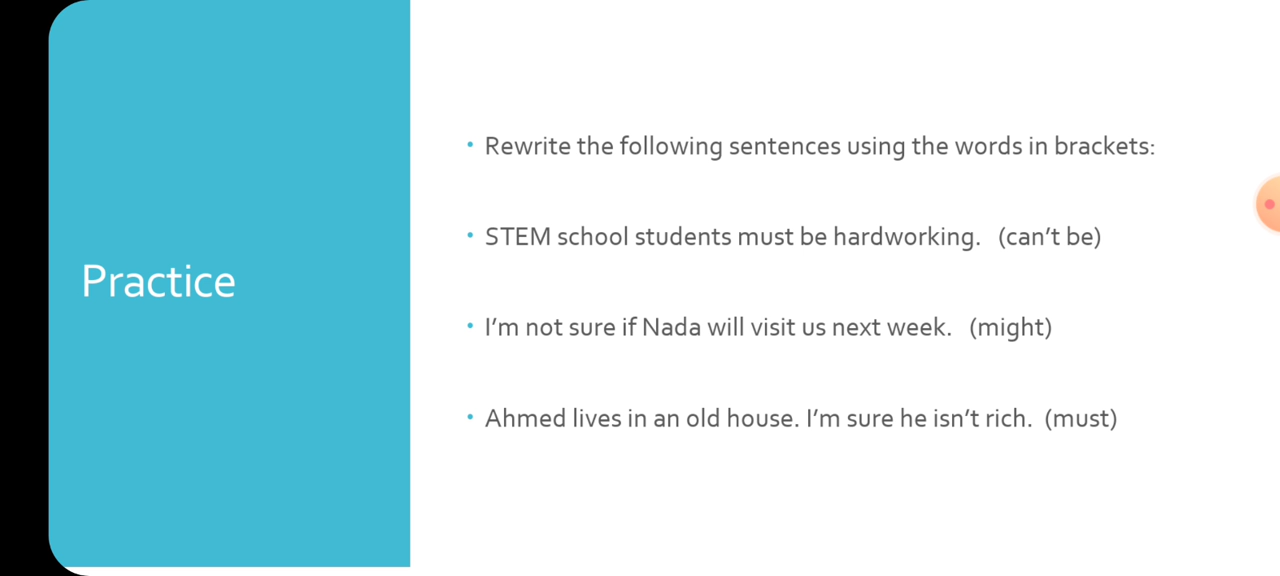 Practice
• Rewrite the following sentences using the words in brackets:
• STEM school students must be hardworking. (can’t be)
• I’m not sure if Nada will visit us next week. (might)
• Ahmed lives in an old house. I’m sure he isn’t rich. (must)